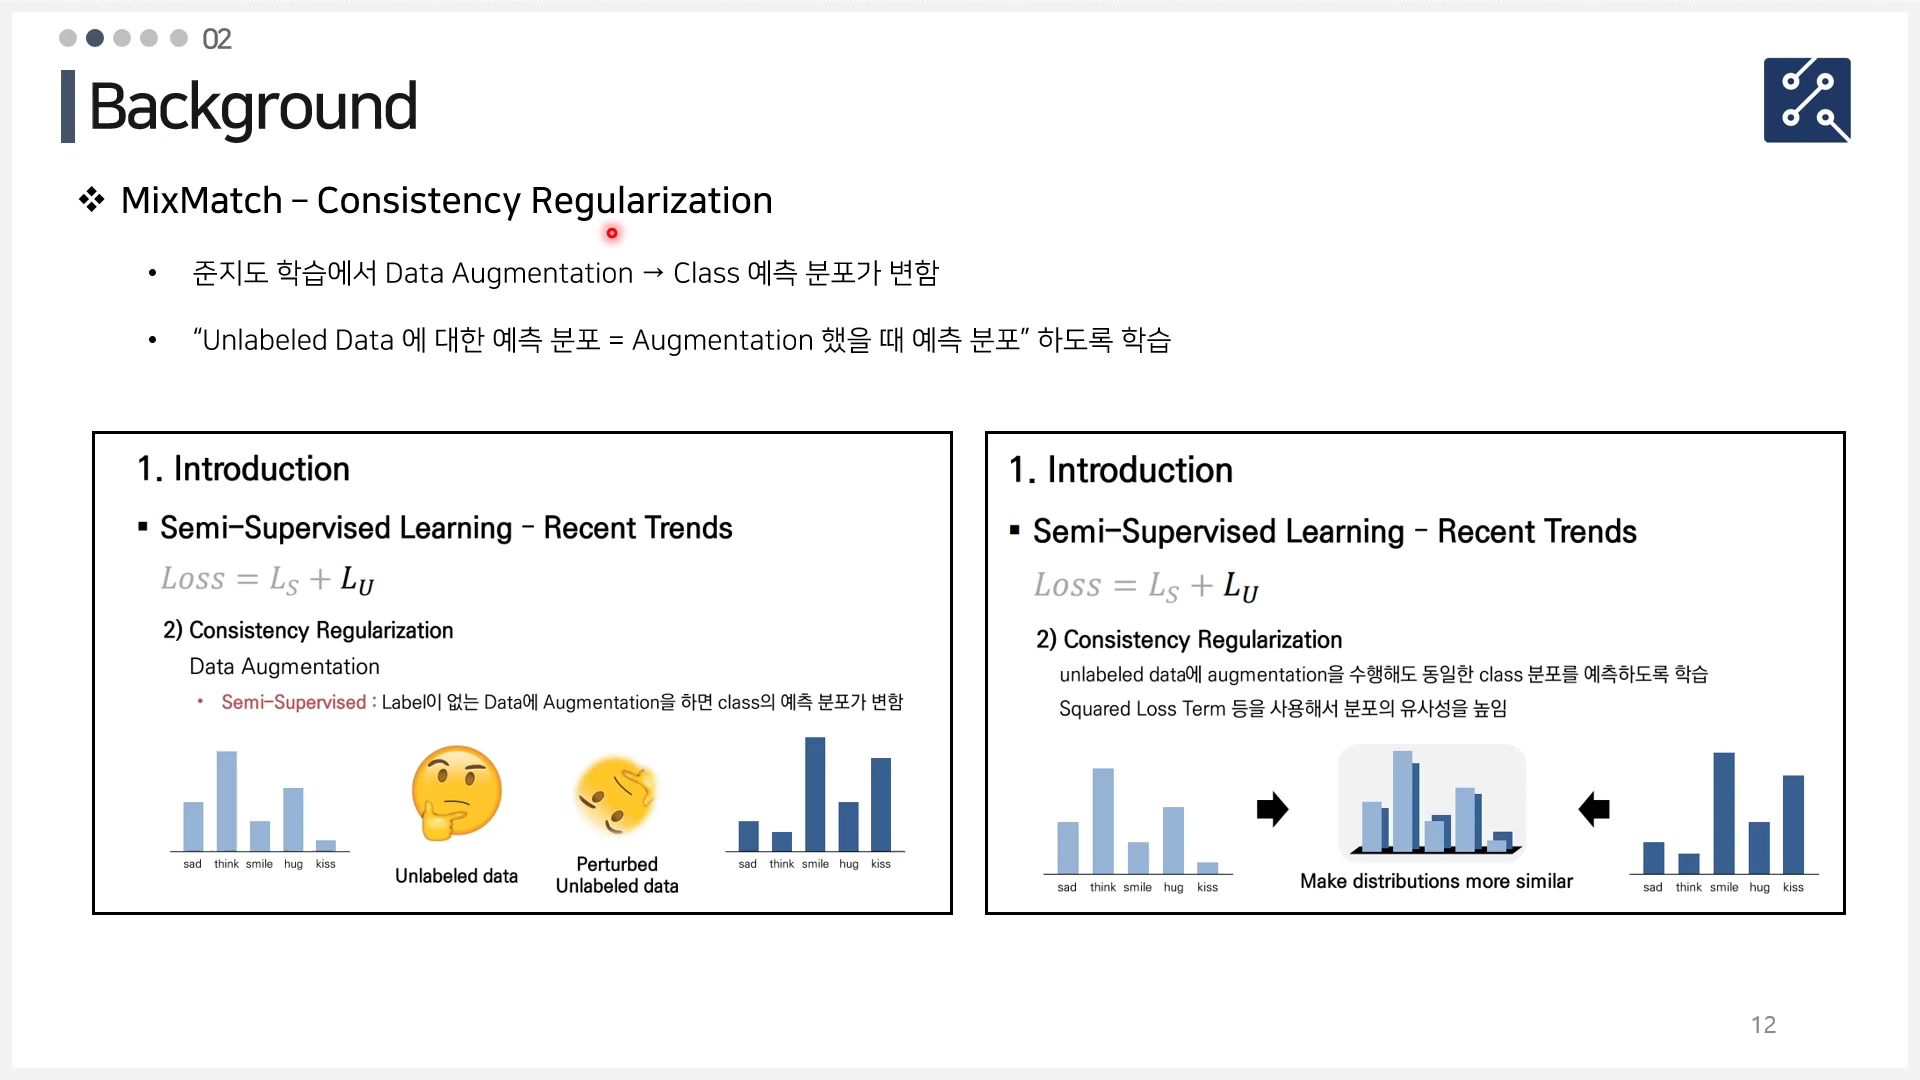 02
Background
❖ MixMatch – Consistency Regularization
• 준지도 학습에서 Data Augmentation → Class 예측 분포가 변함
• “Unlabeled Data 에 대한 예측 분포 = Augmentation 했을 때 예측 분포” 하도록 학습
1. Introduction
▪ Semi-Supervised Learning – Recent Trends
Loss = L_S + L_U
2) Consistency Regularization
Data Augmentation
• Semi-Supervised : Label이 없는 Data에 Augmentation을 하면 class의 예측 분포가 변함
sad think smile hug kiss
Unlabeled data
Perturbed
Unlabeled data
sad think smile hug kiss
1. Introduction
▪ Semi-Supervised Learning – Recent Trends
Loss = L_S + L_U
2) Consistency Regularization
unlabeled data에 augmentation을 수행해도 동일한 class 분포를 예측하도록 학습
Squared Loss Term 등을 사용해서 분포의 유사성을 높임
sad think smile hug kiss
Make distributions more similar
sad think smile hug kiss
12